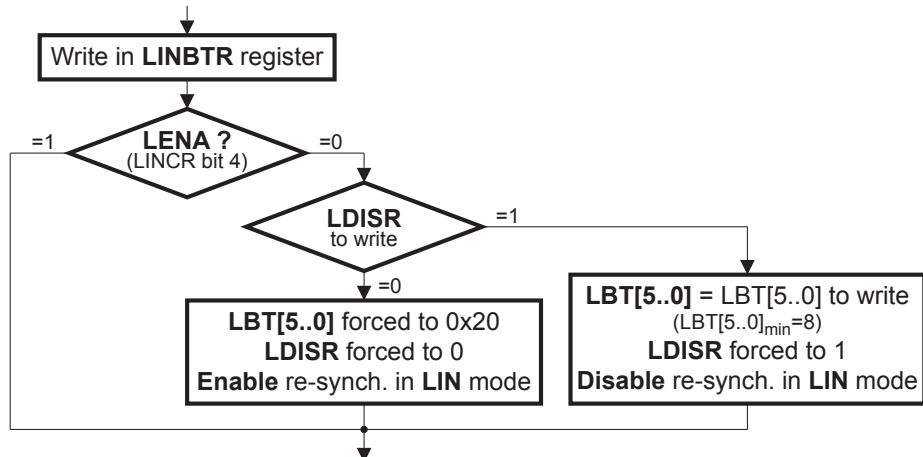 Write in LINBTR register
=1
LENA ?
(LINCR bit 4)
=0
LDISR
to write
=1
=0
LBT[5..0] forced to 0x20
LDISR forced to 0
Enable re-synch. in LIN mode
LBT[5..0] = LBT[5..0] to write
(LBT[5..0]min=8)
LDISR forced to 1
Disable re-synch. in LIN mode